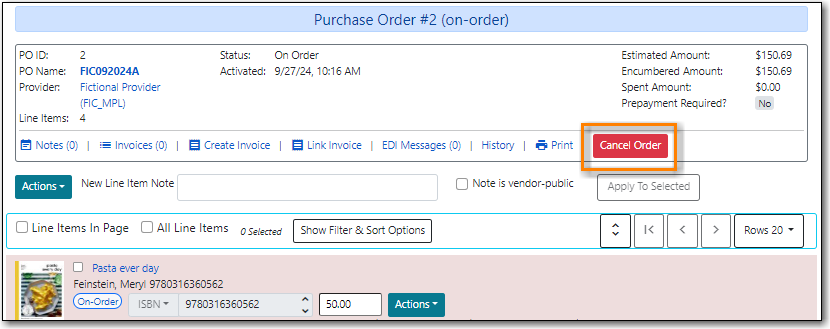 Purchase Order #2 (on-order)
PO ID: 2 Status: On Order Estimated Amount: $150.69
PO Name: FIC092024A Activated: 9/27/24, 10:16 AM Encumbered Amount: $150.69
Provider: Fictional Provider Spent Amount: $0.00
(FIC_MPL) Prepayment Required? No
Line Items: 4
Notes (0) | Invoices (0) | Create Invoice | Link Invoice | EDI Messages (0) | History | Print Cancel Order
Actions New Line Item Note Note is vendor-public Apply To Selected
Line Items In Page All Line Items 0 Selected Show Filter & Sort Options Rows 20
pasta every day
Pasta ever day
Feinstein, Meryl 9780316360562
On-Order ISBN 9780316360562 50.00 Actions